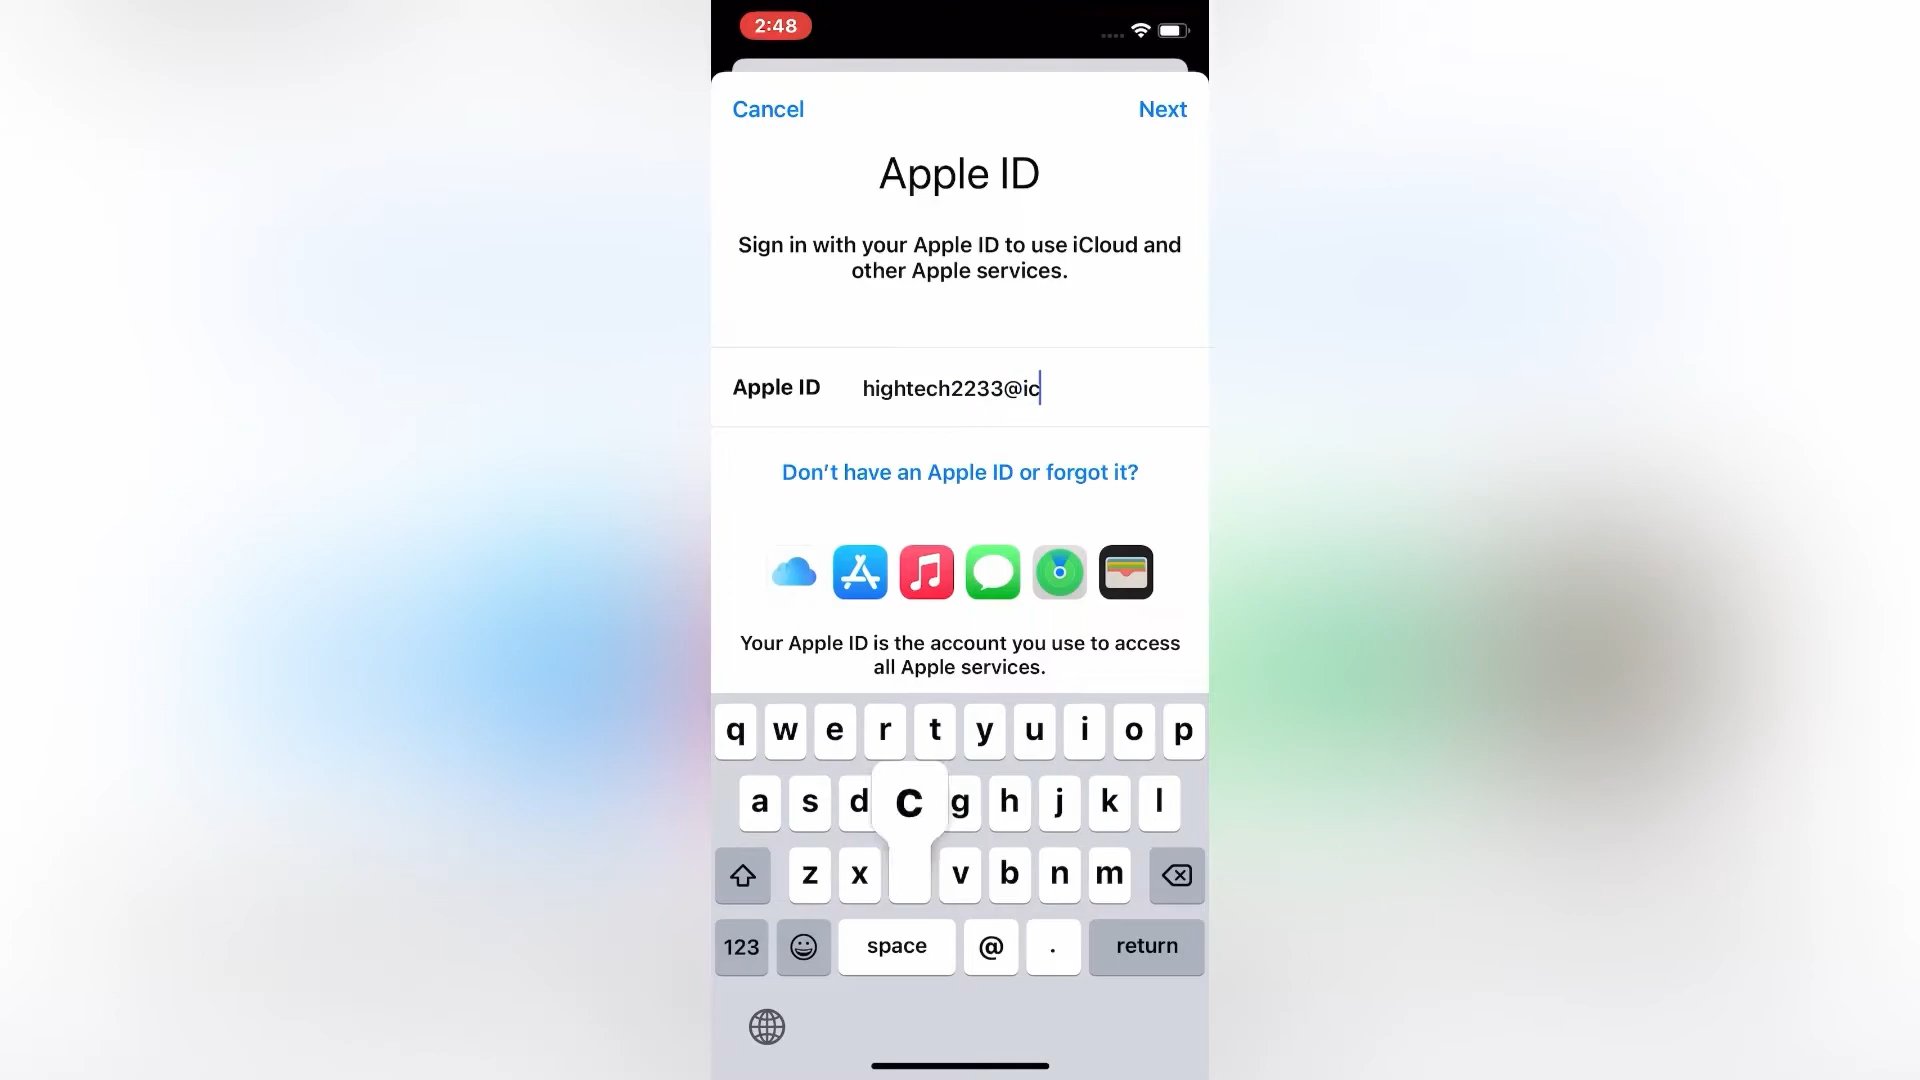 2:48
Cancel
Next
Apple ID
Sign in with your Apple ID to use iCloud and
other Apple services.
Apple ID
hightech2233@ic
Don’t have an Apple ID or forgot it?
Your Apple ID is the account you use to access
all Apple services.
q w e r t y u i o p
a s d c g h j k l
z x v b n m
123 space @ . return